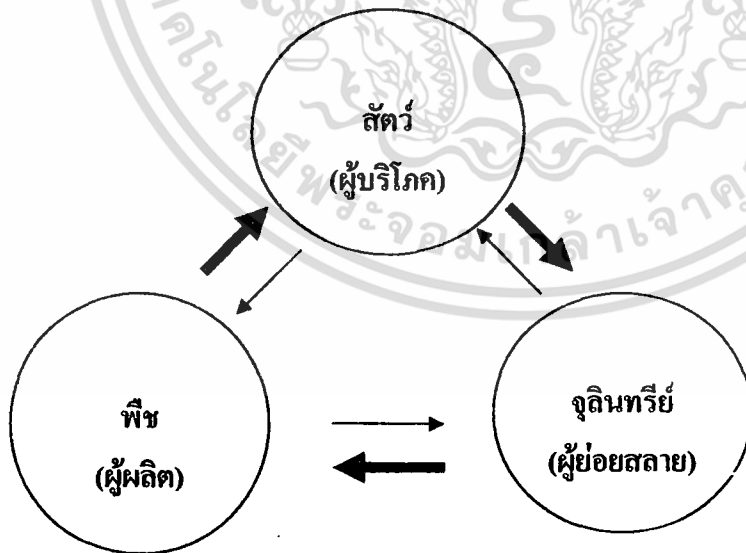 สัตว์
(ผู้บริโภค)
พืช
(ผู้ผลิต)
จุลินทรีย์
(ผู้ย่อยสลาย)